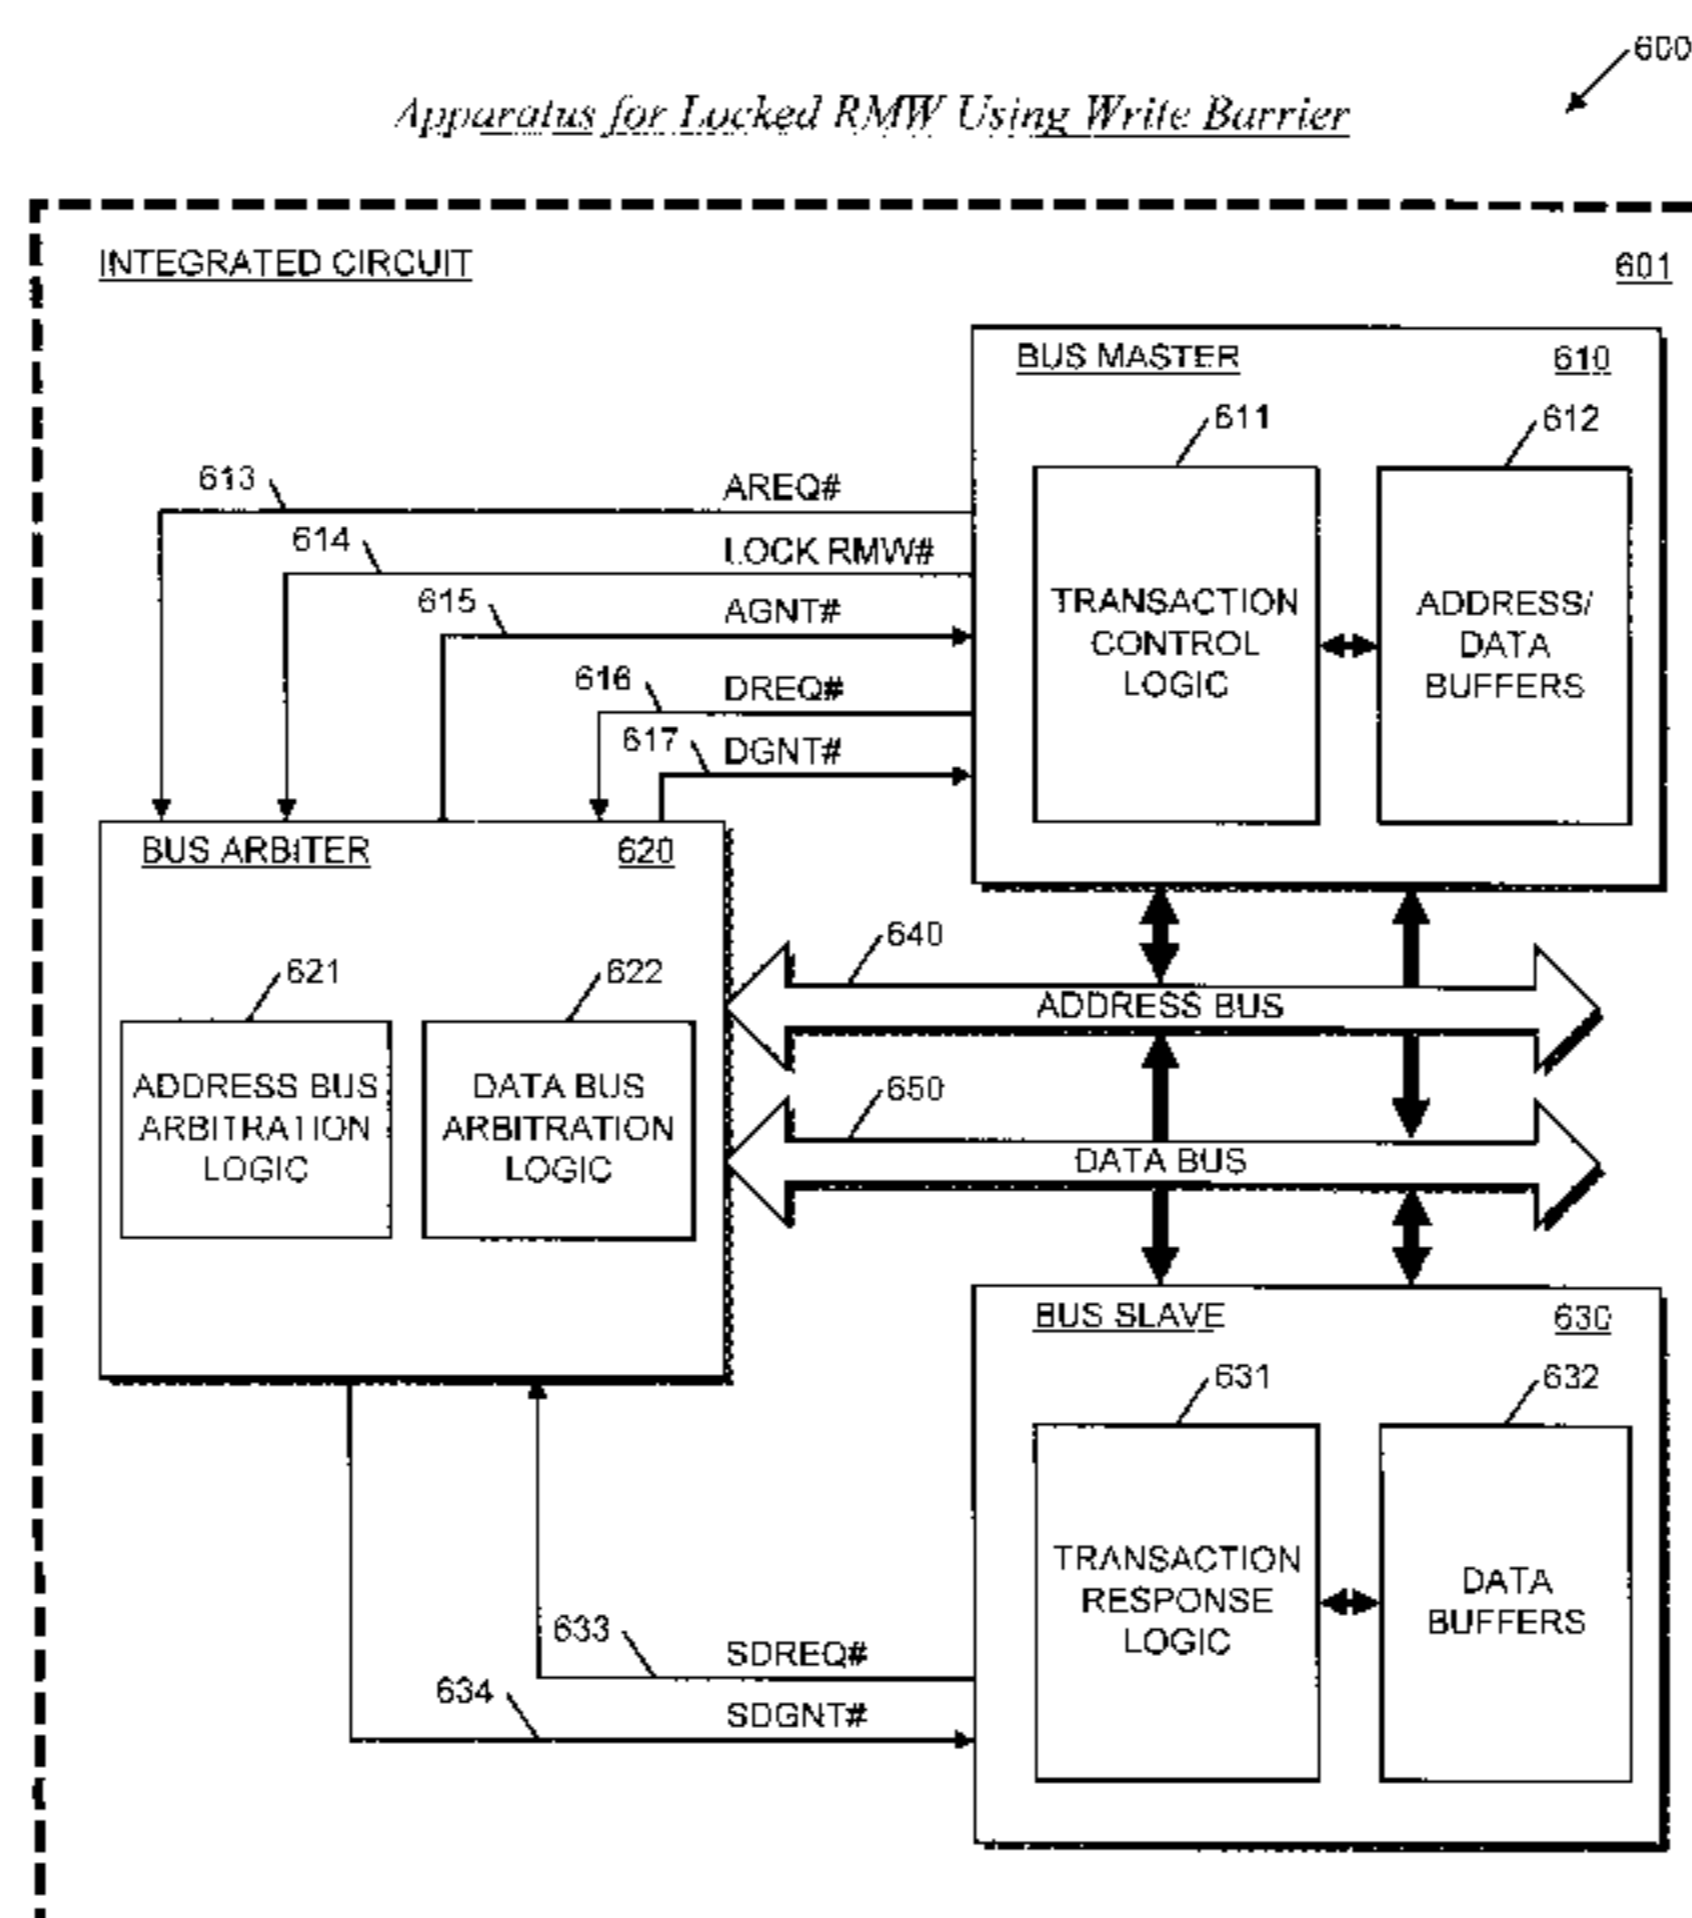 600
Apparatus for Locked RMW Using Write Barrier
INTEGRATED CIRCUIT
601
BUS MASTER
610
611
612
TRANSACTION
CONTROL
LOGIC
ADDRESS/
DATA
BUFFERS
613
AREQ#
614
LOCK RMW#
615
AGNT#
616
DREQ#
617
DGNT#
BUS ARBITER
620
621
622
ADDRESS BUS
ARBITRATION
LOGIC
DATA BUS
ARBITRATION
LOGIC
640
ADDRESS BUS
650
DATA BUS
BUS SLAVE
630
631
632
TRANSACTION
RESPONSE
LOGIC
DATA
BUFFERS
633
SDREQ#
634
SDGNT#